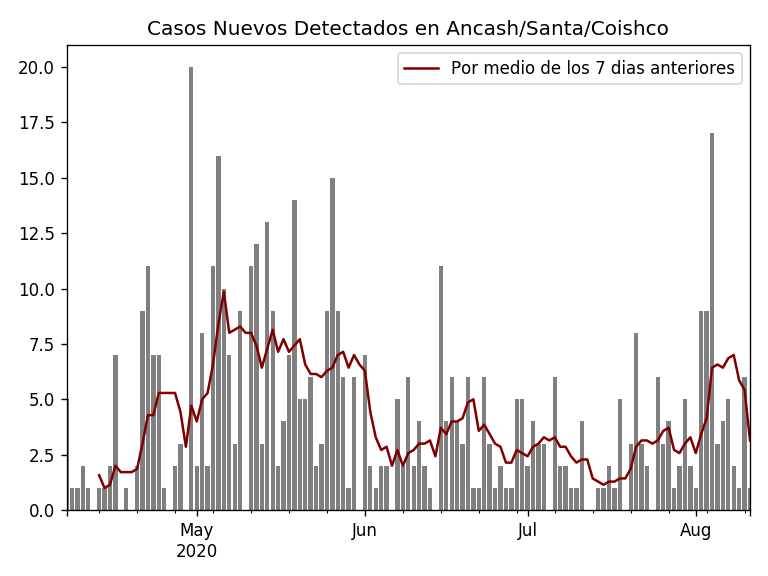 Casos Nuevos Detectados en Ancash/Santa/Coishco
Por medio de los 7 dias anteriores
20.0
17.5
15.0
12.5
10.0
7.5
5.0
2.5
0.0
May
2020
Jun
Jul
Aug